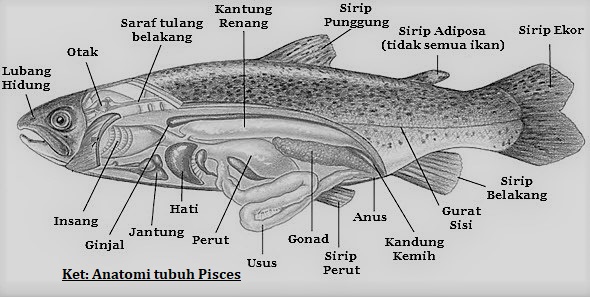 Kantung
Renang
Sirip
Punggung
Saraf tulang
belakang
Sirip Adiposa
(tidak semua ikan)
Sirip Ekor
Otak
Lubang
Hidung
Insang
Ginjal
Jantung
Hati
Perut
Usus
Gonad
Sirip
Perut
Anus
Kandung
Kemih
Gurat
Sisi
Sirip
Belakang
Ket: Anatomi tubuh Pisces